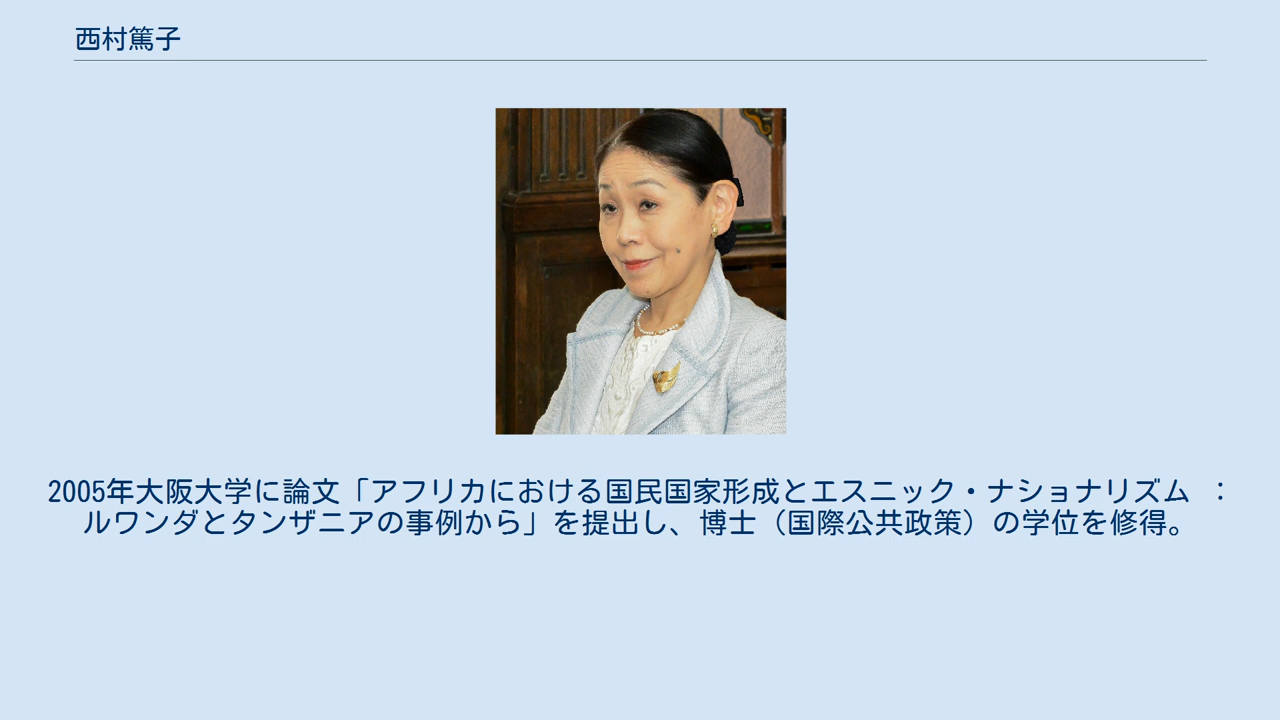 西村篤子
2005年大阪大学に論文「アフリカにおける国民国家形成とエスニック・ナショナリズム ：
ルワンダとタンザニアの事例から」を提出し、博士（国際公共政策）の学位を修得。